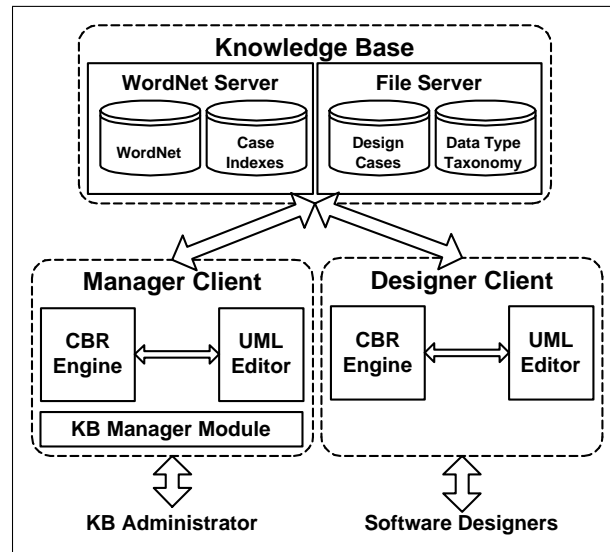 Knowledge Base
WordNet Server
File Server
WordNet
Case
Indexes
Design
Cases
Data Type
Taxonomy
Manager Client
CBR
Engine
UML
Editor
KB Manager Module
Designer Client
CBR
Engine
UML
Editor
KB Administrator
Software Designers